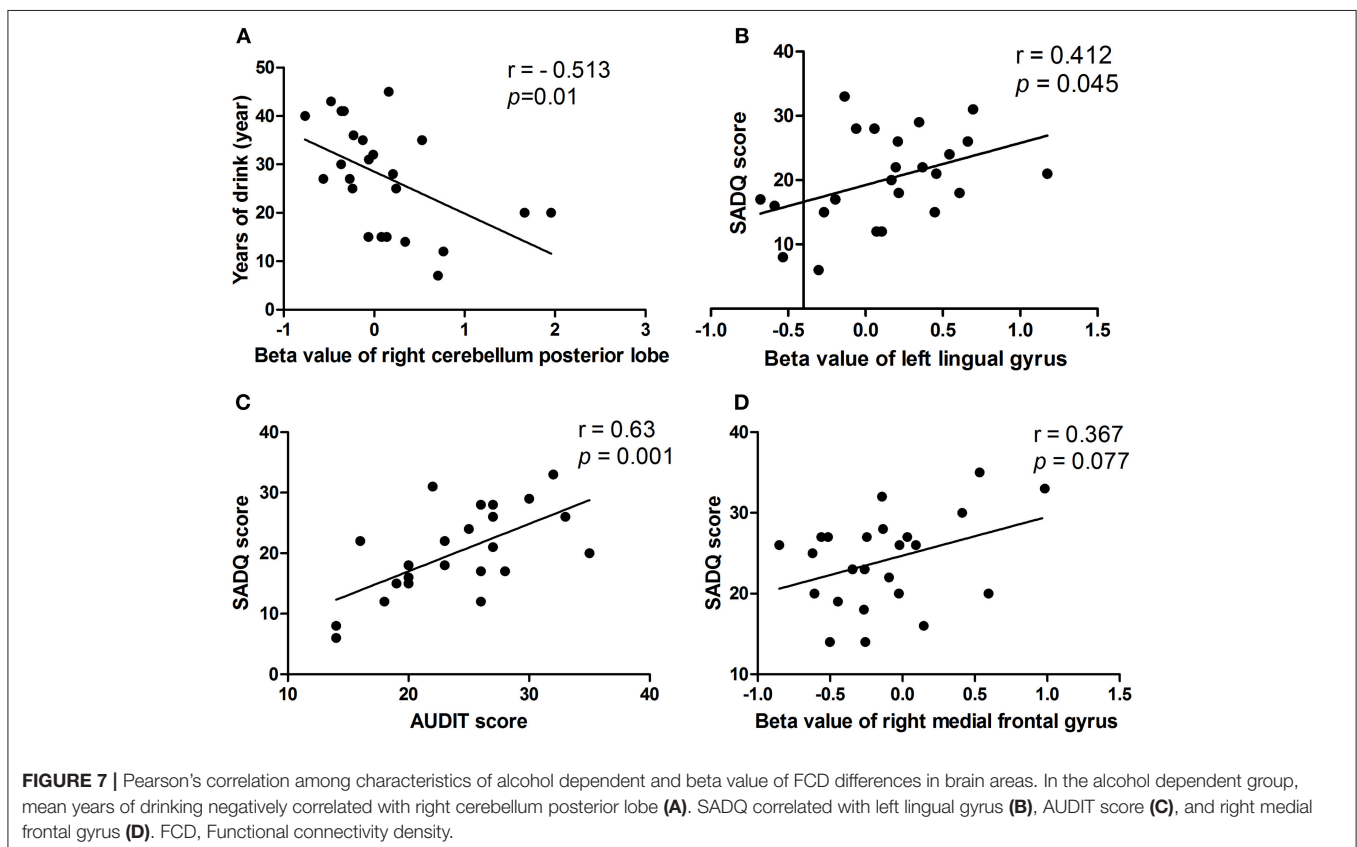 A
r = - 0.513
p=0.01
50
40
30
20
10
0
Years of drink (year)
-1 0 1 2 3
Beta value of right cerebellum posterior lobe
B
r = 0.412
p = 0.045
40
30
20
10
SADQ score
-1.0 -0.5 0.0 0.5 1.0 1.5
Beta value of left lingual gyrus
C
r = 0.63
p = 0.001
40
30
20
10
0
SADQ score
10 20 30 40
AUDIT score
D
r = 0.367
p = 0.077
40
30
20
10
SADQ score
-1.0 -0.5 0.0 0.5 1.0 1.5
Beta value of right medial frontal gyrus
FIGURE 7 | Pearson's correlation among characteristics of alcohol dependent and beta value of FCD differences in brain areas. In the alcohol dependent group,
mean years of drinking negatively correlated with right cerebellum posterior lobe (A). SADQ correlated with left lingual gyrus (B), AUDIT score (C), and right medial
frontal gyrus (D). FCD, Functional connectivity density.